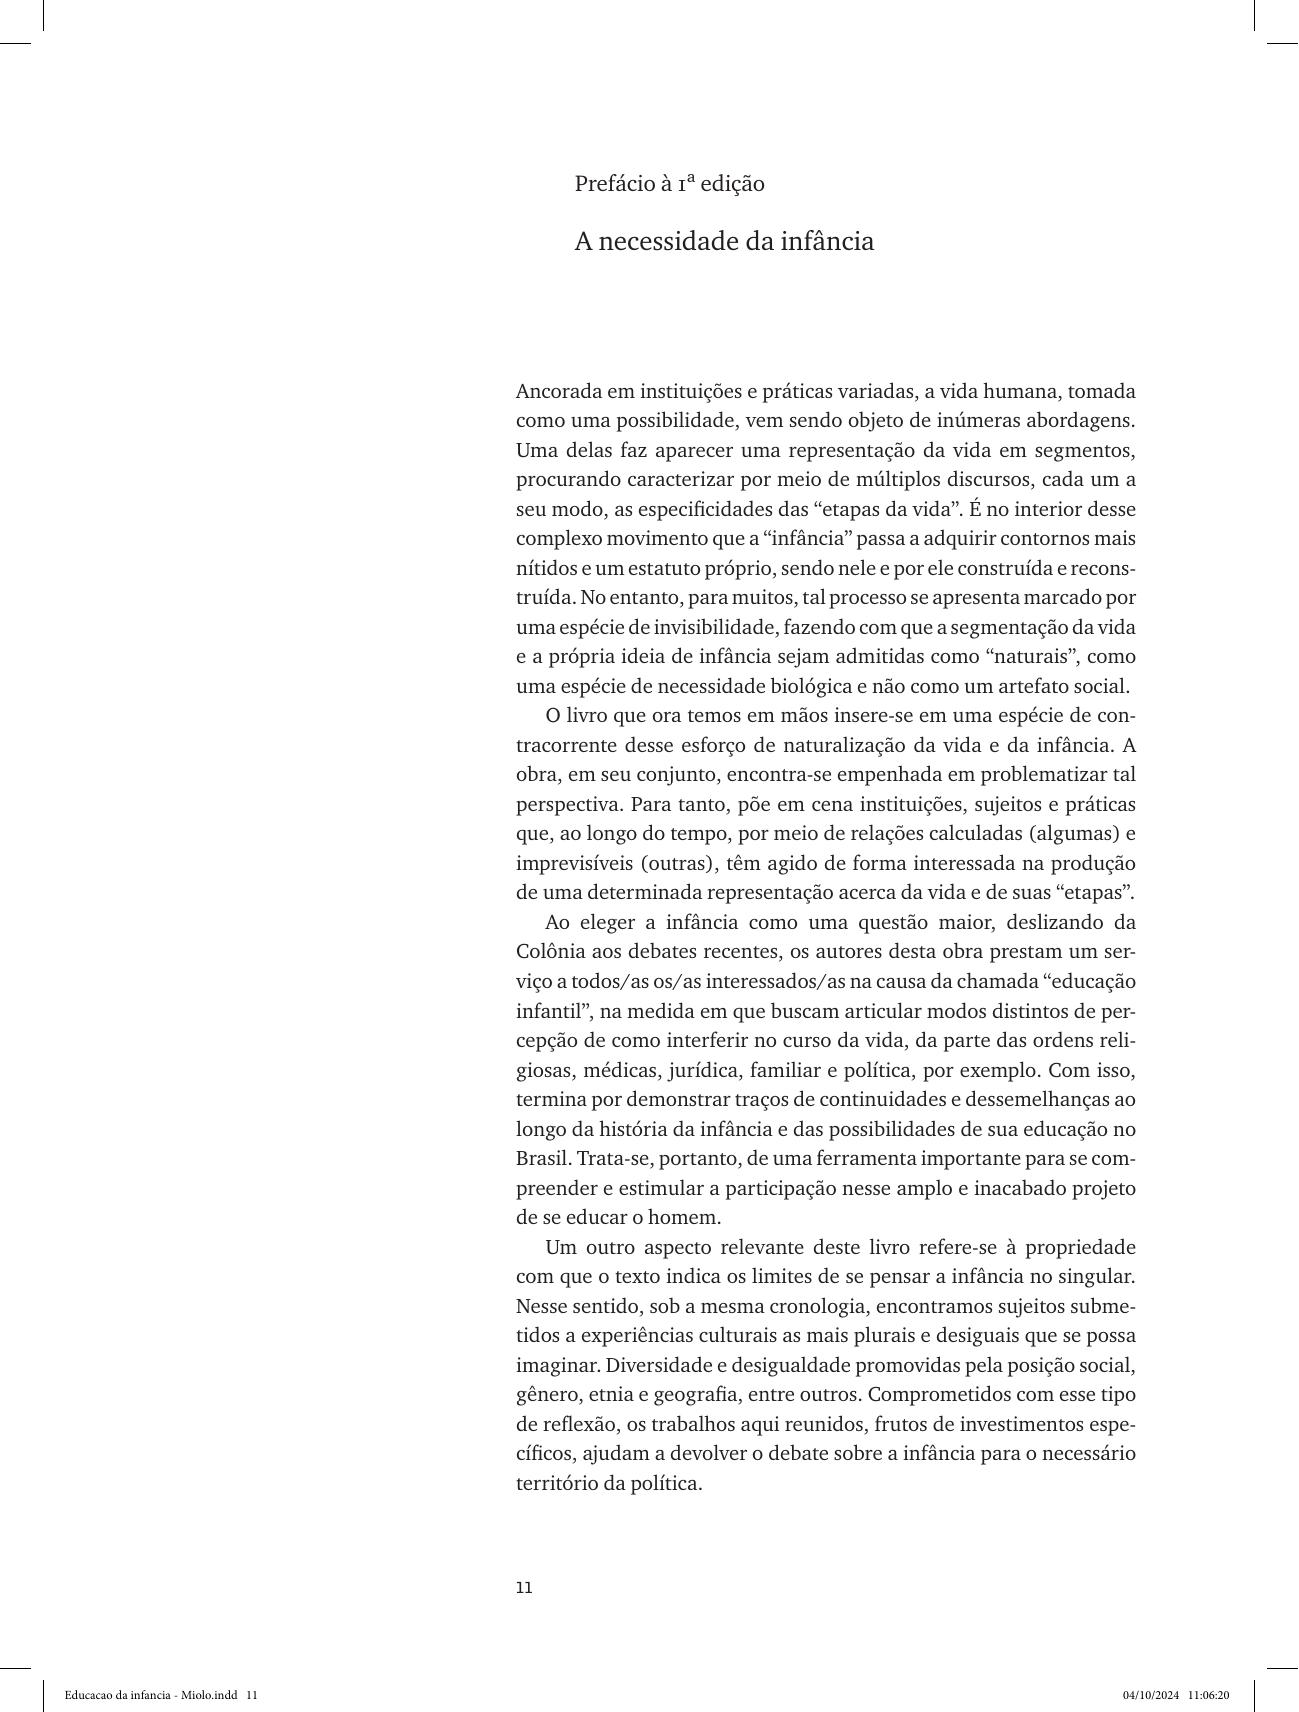 Prefácio à 1ª edição
A necessidade da infância
Ancorada em instituições e práticas variadas, a vida humana, tomada
como uma possibilidade, vem sendo objeto de inúmeras abordagens.
Uma delas faz aparecer uma representação da vida em segmentos,
procurando caracterizar por meio de múltiplos discursos, cada um a
seu modo, as especificidades das “etapas da vida”. É no interior desse
complexo movimento que a “infância” passa a adquirir contornos mais
nítidos e um estatuto próprio, sendo nele e por ele construída e recons-
truída. No entanto, para muitos, tal processo se apresenta marcado por
uma espécie de invisibilidade, fazendo com que a segmentação da vida
e a própria ideia de infância sejam admitidas como “naturais”, como
uma espécie de necessidade biológica e não como um artefato social.
O livro que ora temos em mãos insere-se em uma espécie de con-
tracorrente desse esforço de naturalização da vida e da infância. A
obra, em seu conjunto, encontra-se empenhada em problematizar tal
perspectiva. Para tanto, põe em cena instituições, sujeitos e práticas
que, ao longo do tempo, por meio de relações calculadas (algumas) e
imprevisíveis (outras), têm agido de forma interessada na produção
de uma determinada representação acerca da vida e de suas “etapas”.
Ao eleger a infância como uma questão maior, deslizando da
Colônia aos debates recentes, os autores desta obra prestam um ser-
viço a todos/as os/as interessados/as na causa da chamada “educação
infantil”, na medida em que buscam articular modos distintos de per-
cepção de como interferir no curso da vida, da parte das ordens reli-
giosas, médicas, jurídica, familiar e política, por exemplo. Com isso,
termina por demonstrar traços de continuidades e dessemelhanças ao
longo da história da infância e das possibilidades de sua educação no
Brasil. Trata-se, portanto, de uma ferramenta importante para se com-
preender e estimular a participação nesse amplo e inacabado projeto
de se educar o homem.
Um outro aspecto relevante deste livro refere-se à propriedade
com que o texto indica os limites de se pensar a infância no singular.
Nesse sentido, sob a mesma cronologia, encontramos sujeitos subme-
tidos a experiências culturais as mais plurais e desiguais que se possa
imaginar. Diversidade e desigualdade promovidas pela posição social,
gênero, etnia e geografia, entre outros. Comprometidos com esse tipo
de reflexão, os trabalhos aqui reunidos, frutos de investimentos espe-
cíficos, ajudam a devolver o debate sobre a infância para o necessário
território da política.
11
Educacao da infancia - Miolo.indd 11
04/10/2024 11:06:20